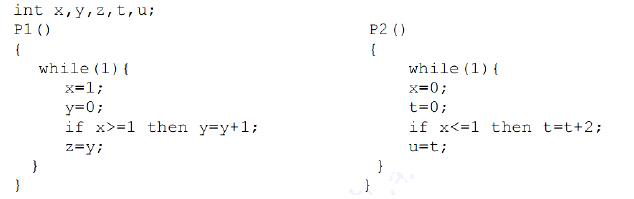 int x,y,z,t,u;
P1()
{
while(1){
x=1;
y=0;
if x>=1 then y=y+1;
z=y;
}
}
P2()
{
while(1){
x=0;
t=0;
if x<=1 then t=t+2;
u=t;
}
}